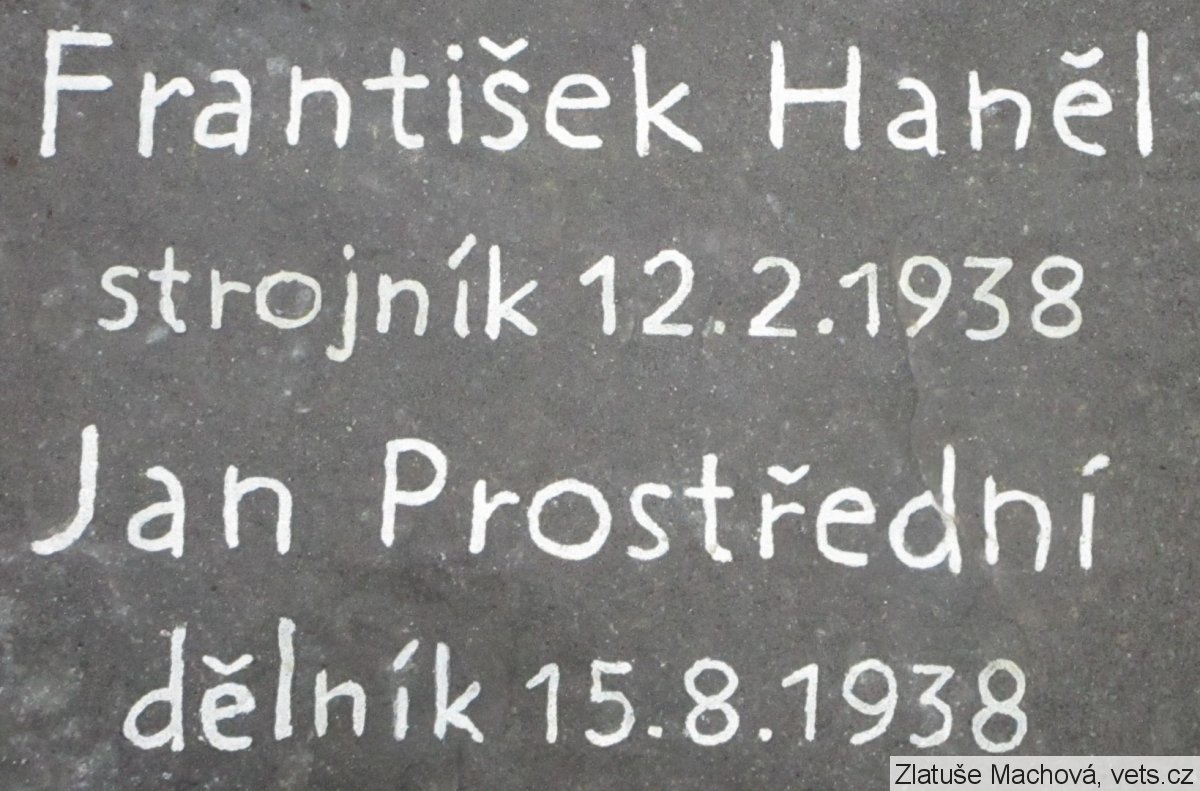 František Haněl
strojník 12.2.1938
Jan Prostřední
dělník 15.8.1938
Zlatuše Machová, vets.cz